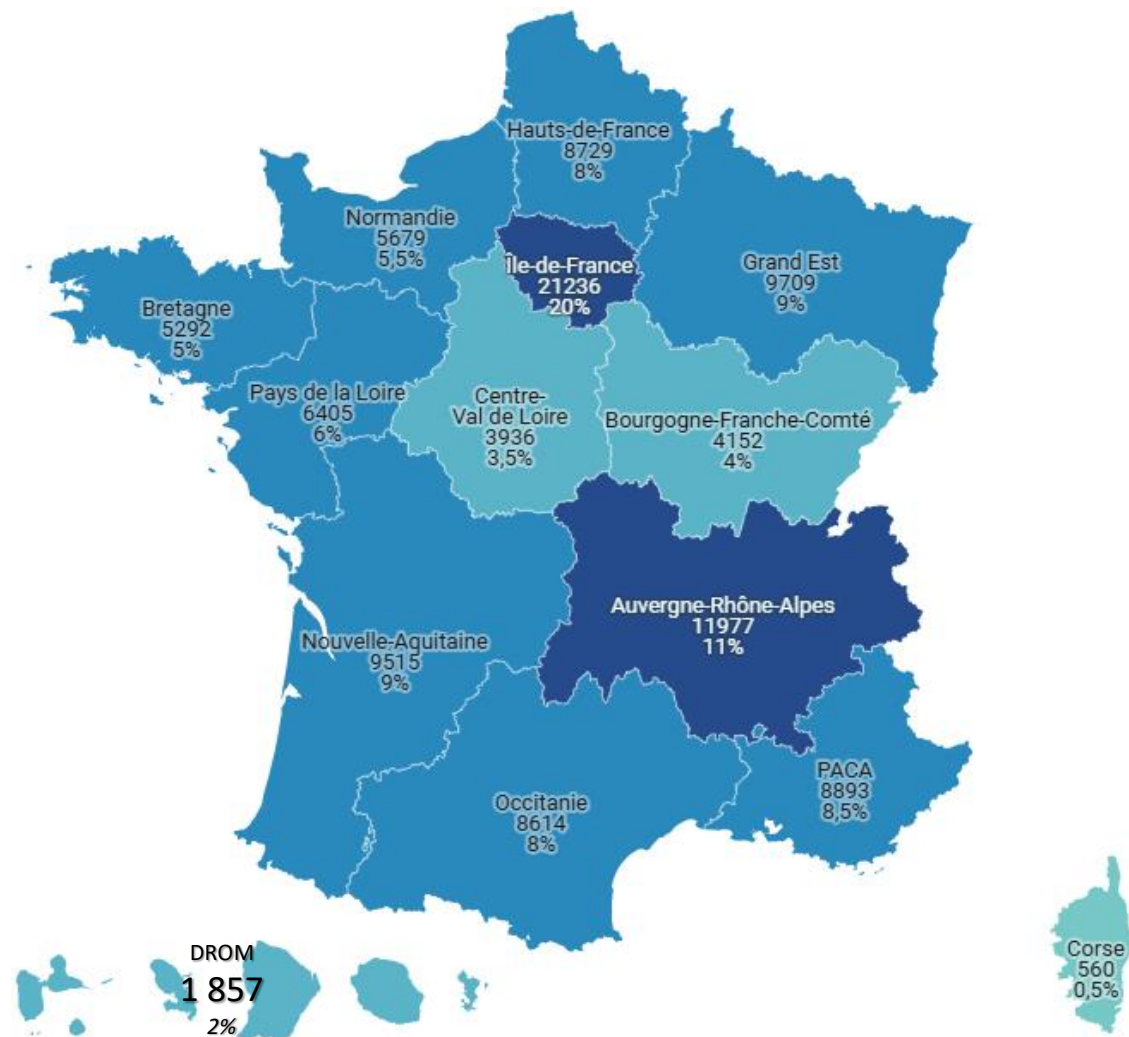 Hauts-de-France
8729
8%
Normandie
5679
5,5%
Île-de-France
21236
20%
Grand Est
9709
9%
Bretagne
5292
5%
Pays de la Loire
6405
6%
Centre-
Val de Loire
3936
3,5%
Bourgogne-Franche-Comté
4152
4%
Auvergne-Rhône-Alpes
11977
11%
Nouvelle-Aquitaine
9515
9%
PACA
8893
8,5%
Occitanie
8614
8%
DROM
1 857
2%
Corse
560
0,5%